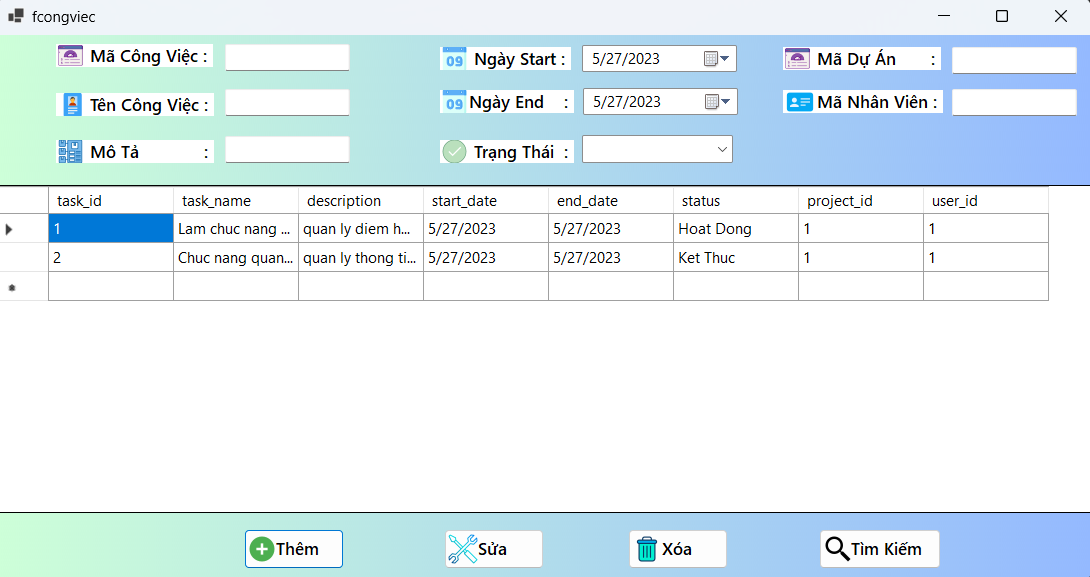 fcongviec
Mã Công Việc : Ngày Start : 5/27/2023 Mã Dự Án :
Tên Công Việc : Ngày End : 5/27/2023 Mã Nhân Viên :
Mô Tả : Trạng Thái :
task_id task_name description start_date end_date status project_id user_id
1 Lam chuc nang ... quan ly diem h... 5/27/2023 5/27/2023 Hoat Dong 1 1
2 Chuc nang quan... quan ly thong ti... 5/27/2023 5/27/2023 Ket Thuc 1 1
Thêm Sửa Xóa Tìm Kiếm